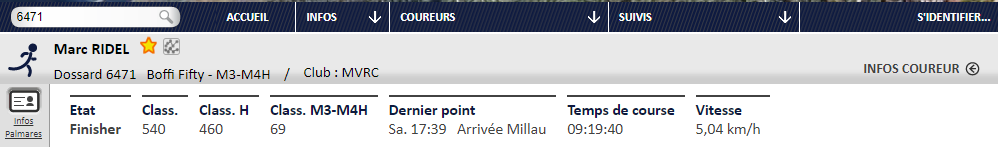 6471 ACCUEIL INFOS COUREURS SUIVIS S'IDENTIFIER...
Marc RIDEL
Dossard 6471 Boffi Fifty - M3-M4H / Club : MVRC
INFOS COUREUR
Infos
Palmares
Etat Class. Class. H Class. M3-M4H Dernier point Temps de course Vitesse
Finisher 540 460 69 Sa. 17:39 Arrivée Millau 09:19:40 5,04 km/h